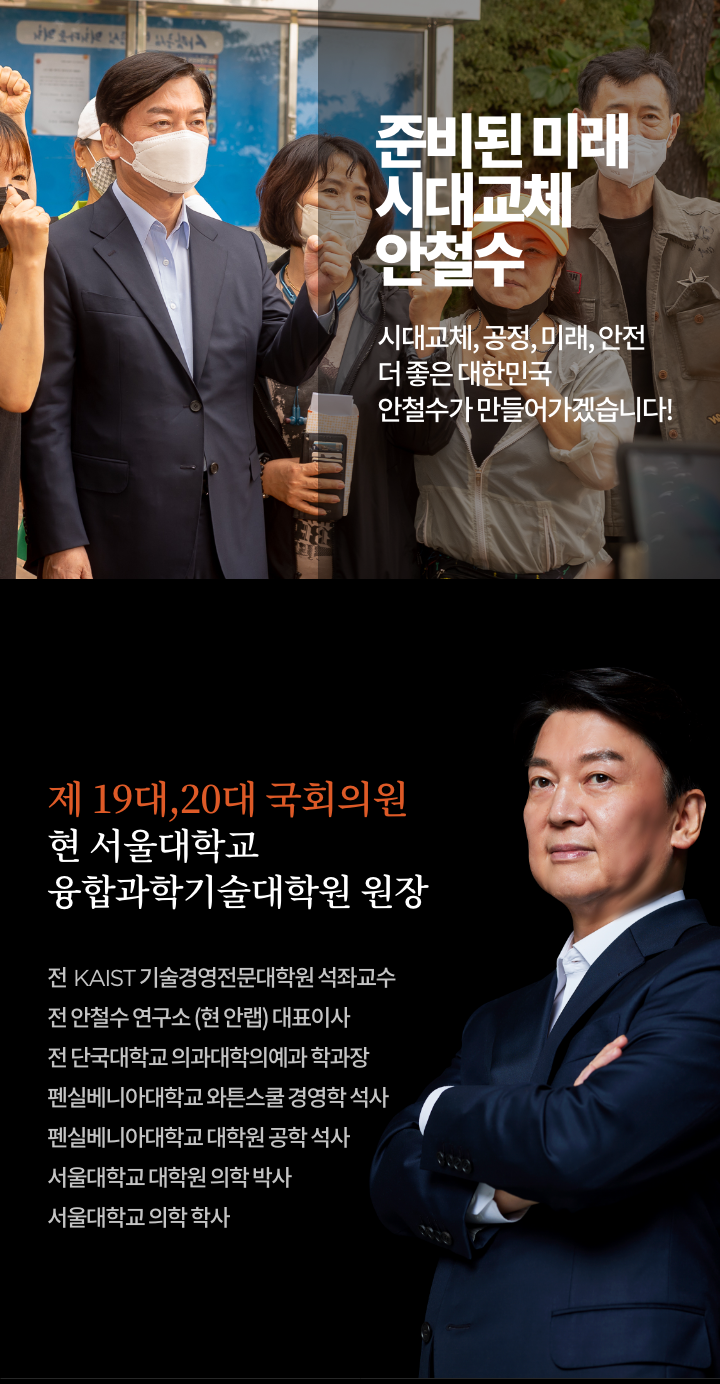 준비된 미래
시대교체
안철수
시대교체, 공정, 미래, 안전
더 좋은 대한민국
안철수가 만들어가겠습니다!
제 19대,20대 국회의원
현 서울대학교
융합과학기술대학원 원장
전 KAIST 기술경영전문대학원 석좌교수
전 안철수 연구소 (현 안랩) 대표이사
전 단국대학교 의과대학의예과 학과장
펜실베니아대학교 와튼스쿨 경영학 석사
펜실베니아대학교 대학원 공학 석사
서울대학교 대학원 의학 박사
서울대학교 의학 학사